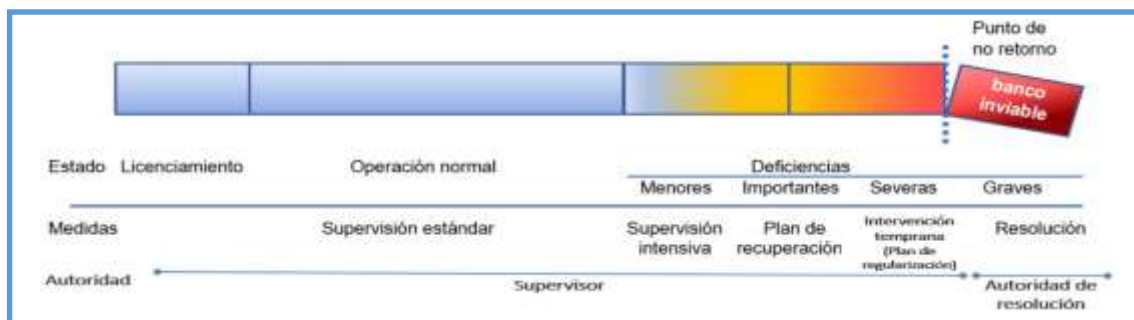 Punto de
no retorno
banco
inviable
Estado Licenciamiento Operación normal Deficiencias
Menores Importantes Severas Graves
Medidas Supervisión estándar Supervisión
intensiva Plan de
recuperación Intervención
temprana
(Plan de
regularización) Resolución
Autoridad Supervisor Autoridad de
resolución